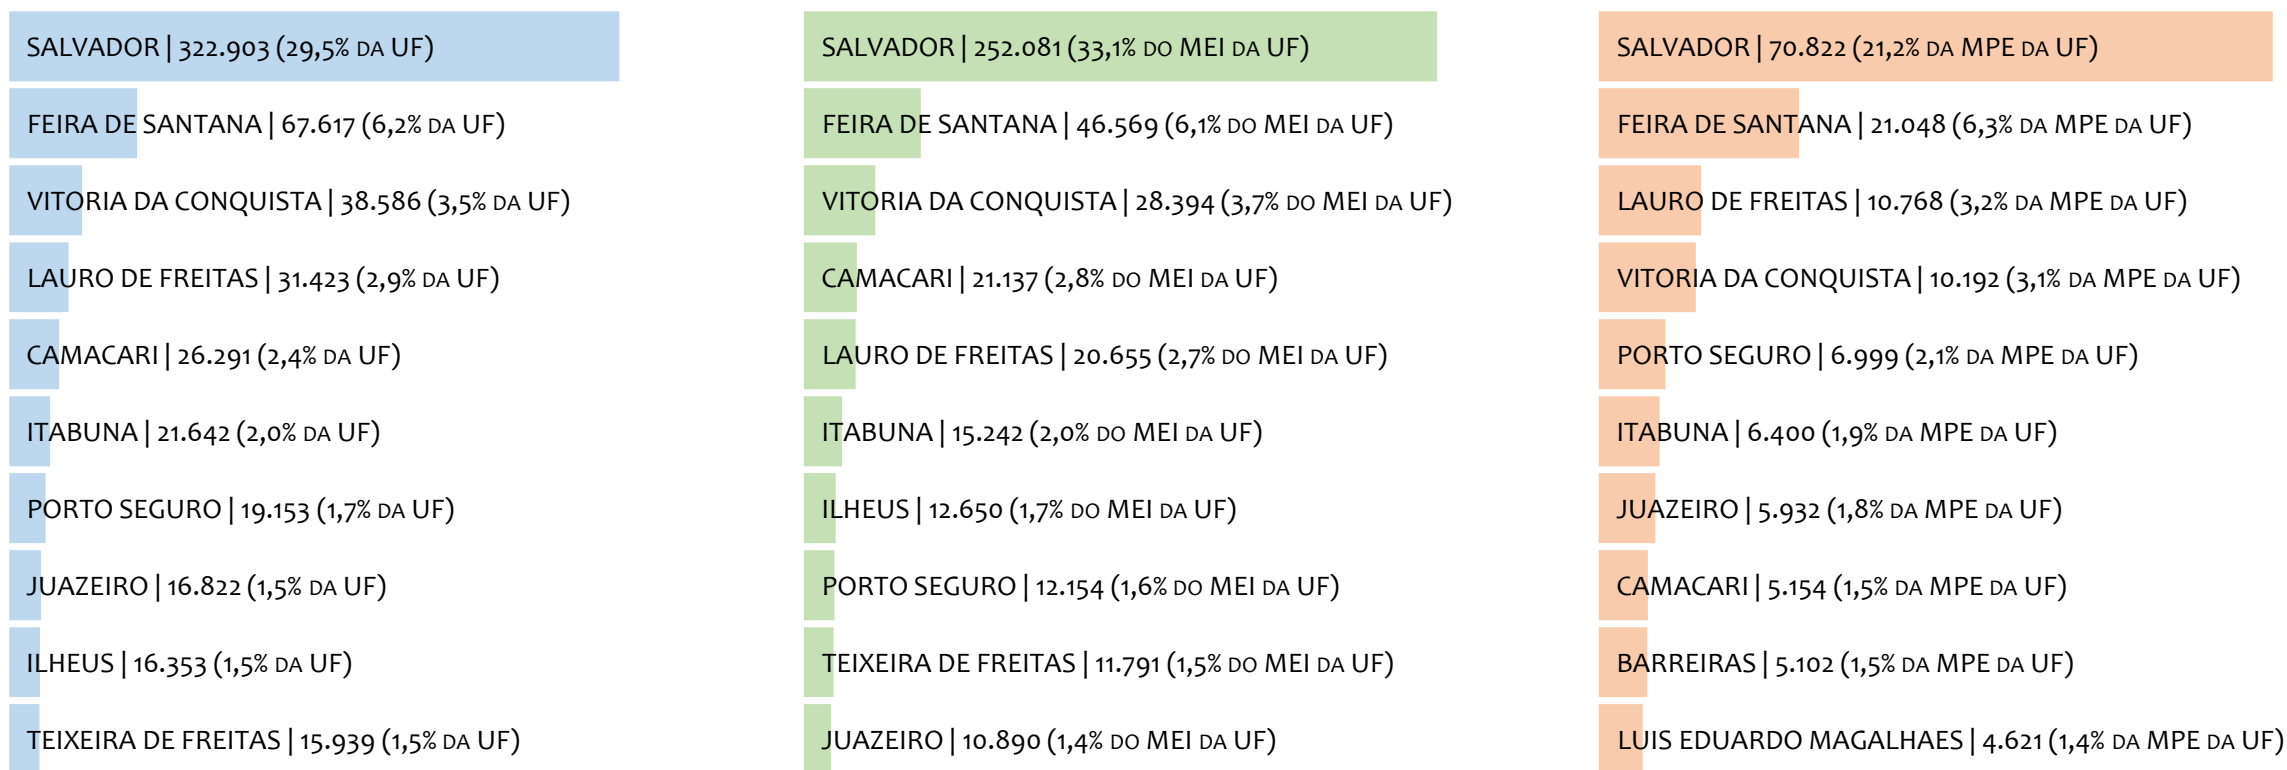 SALVADOR | 322.903 (29,5% DA UF)
FEIRA DE SANTANA | 67.617 (6,2% DA UF)
VITORIA DA CONQUISTA | 38.586 (3,5% DA UF)
LAURO DE FREITAS | 31.423 (2,9% DA UF)
CAMACARI | 26.291 (2,4% DA UF)
ITABUNA | 21.642 (2,0% DA UF)
PORTO SEGURO | 19.153 (1,7% DA UF)
JUAZEIRO | 16.822 (1,5% DA UF)
ILHEUS | 16.353 (1,5% DA UF)
TEIXEIRA DE FREITAS | 15.939 (1,5% DA UF)
SALVADOR | 252.081 (33,1% DO MEI DA UF)
FEIRA DE SANTANA | 46.569 (6,1% DO MEI DA UF)
VITORIA DA CONQUISTA | 28.394 (3,7% DO MEI DA UF)
CAMACARI | 21.137 (2,8% DO MEI DA UF)
LAURO DE FREITAS | 20.655 (2,7% DO MEI DA UF)
ITABUNA | 15.242 (2,0% DO MEI DA UF)
ILHEUS | 12.650 (1,7% DO MEI DA UF)
PORTO SEGURO | 12.154 (1,6% DO MEI DA UF)
TEIXEIRA DE FREITAS | 11.791 (1,5% DO MEI DA UF)
JUAZEIRO | 10.890 (1,4% DO MEI DA UF)
SALVADOR | 70.822 (21,2% DA MPE DA UF)
FEIRA DE SANTANA | 21.048 (6,3% DA MPE DA UF)
LAURO DE FREITAS | 10.768 (3,2% DA MPE DA UF)
VITORIA DA CONQUISTA | 10.192 (3,1% DA MPE DA UF)
PORTO SEGURO | 6.999 (2,1% DA MPE DA UF)
ITABUNA | 6.400 (1,9% DA MPE DA UF)
JUAZEIRO | 5.932 (1,8% DA MPE DA UF)
CAMACARI | 5.154 (1,5% DA MPE DA UF)
BARREIRAS | 5.102 (1,5% DA MPE DA UF)
LUIS EDUARDO MAGALHAES | 4.621 (1,4% DA MPE DA UF)